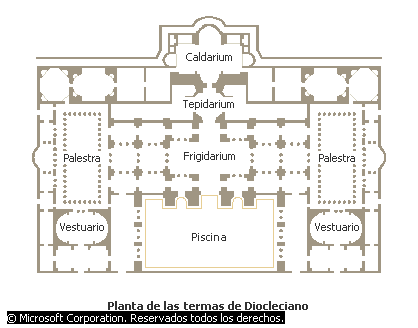 Caldarium
Tepidarium
Palestra
Frigidarium
Palestra
Vestuario
Piscina
Vestuario
Planta de las termas de Diocleciano
© Microsoft Corporation. Reservados todos los derechos.